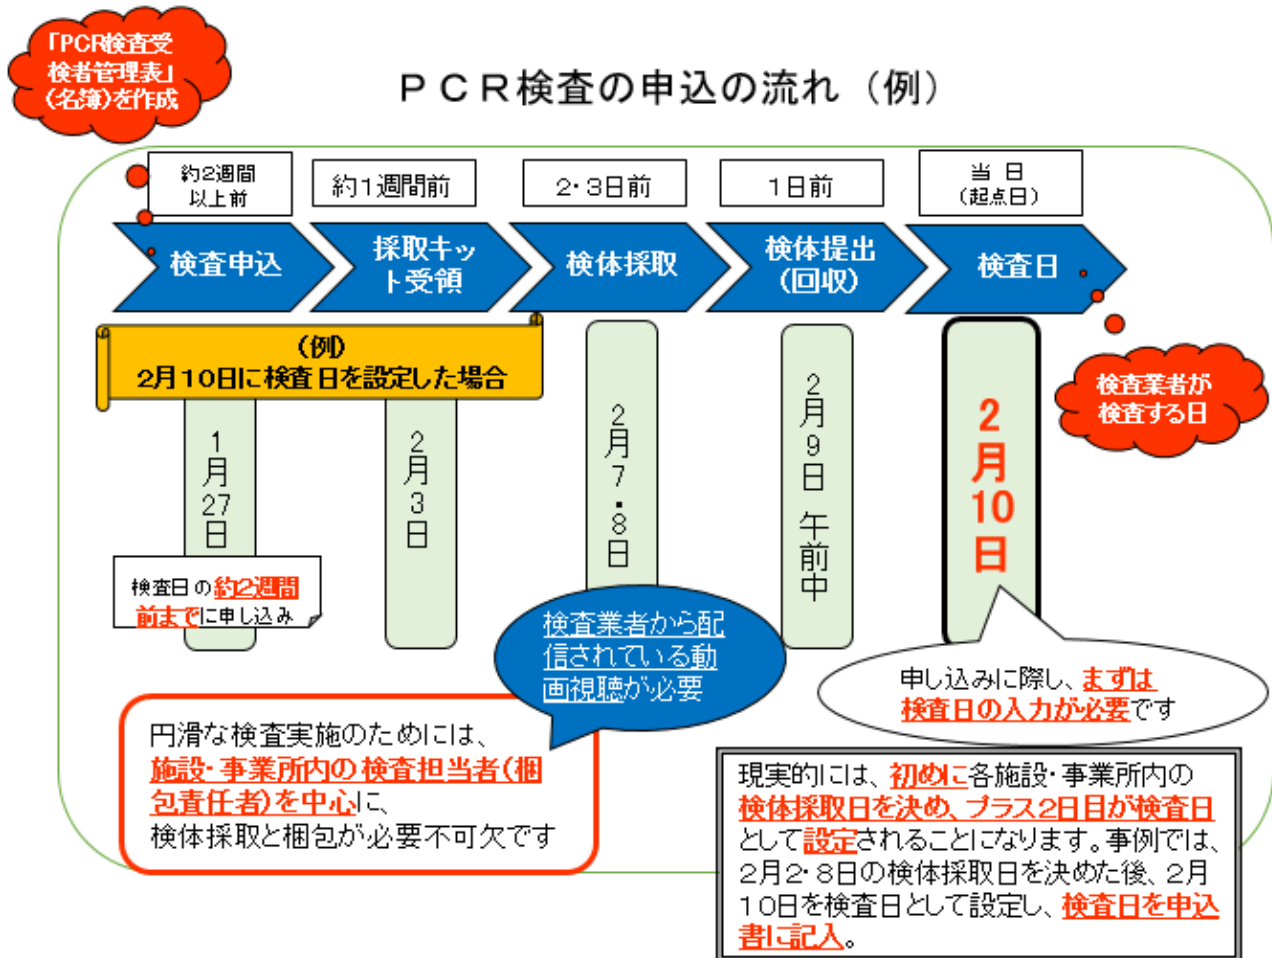 「PCR検査受
検者管理表」
(名簿)を作成
ＰＣＲ検査の申込の流れ（例）
約2週間
以上前
約1週間前
2・3日前
1日前
当 日
（起点日）
検査申込
採取キッ
ト受領
検体採取
検体提出
(回収)
検査日
(例)
2月10日に検査日を設定した場合
1月27日
2月3日
2月7・8日
2月9日 午前中
2月10日
検査業者が
検査する日
検査日の約2週間
前までに申し込み
検査業者から配
信されている動
画視聴が必要
申し込みに際し、まずは
検査日の入力が必要です
円滑な検査実施のためには、
施設・事業所内の検査担当者(梱
包責任者)を中心に、
検体採取と梱包が必要不可欠です
現実的には、初めに各施設・事業所内の
検体採取日を決め、プラス2日目が検査日
として設定されることになります。事例では、
2月2・8日の検体採取日を決めた後、2月
10日を検査日として設定し、検査日を申込
書に記入。